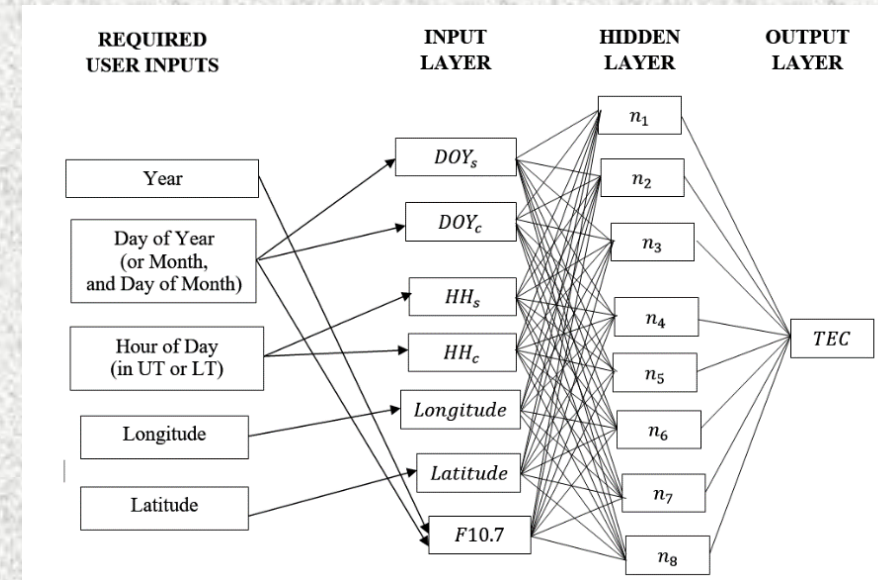 REQUIRED
USER INPUTS
INPUT
LAYER
HIDDEN
LAYER
OUTPUT
LAYER
Year
Day of Year
(or Month,
and Day of Month)
Hour of Day
(in UT or LT)
Longitude
Latitude
DOYₛ
DOY꜀
HHₛ
HH꜀
Longitude
Latitude
F10.7
n₁
n₂
n₃
n₄
n₅
n₆
n₇
n₈
TEC